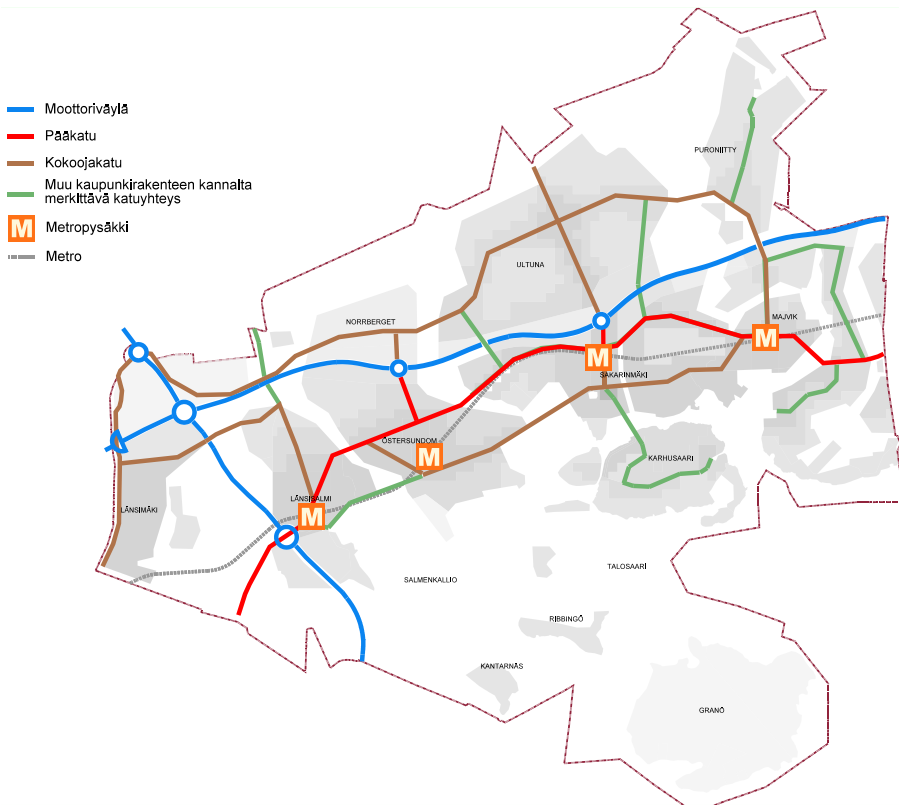 Moottoriväylä
Pääkatu
Kokoojakatu
Muu kaupunkirakenteen kannalta
merkittävä katuyhteys
M Metropysäkki
Metro
PURONIITTY
ULTUNA
NORRBERGET
MAJVIK
M
M
SAKARINMÄKI
ÖSTERSUNDOM
M
KARHUSAARI
LÄNSISALMI
M
LÄNSIMÄKI
TALOSAARI
SALMENKALLIO
RIBBINGÖ
KANTARNÄS
GRANÖ